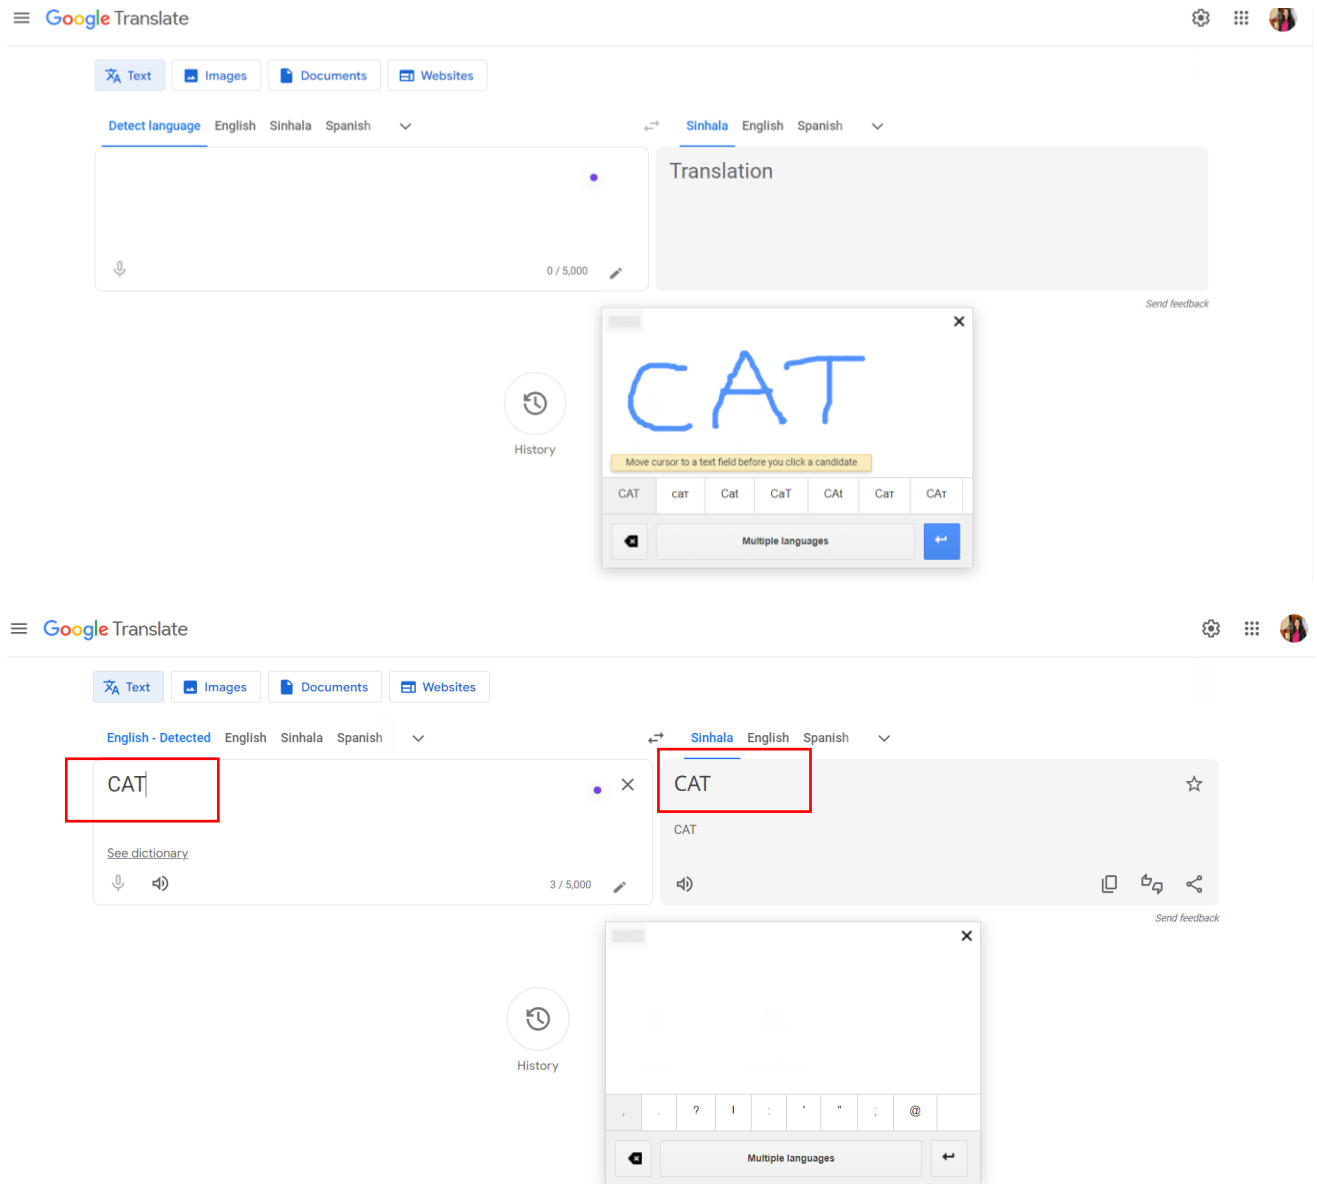 Google Translate
Text Images Documents Websites
Detect language English Sinhala Spanish Sinhala English Spanish
Translation
0 / 5,000
Send feedback
CAT
History
Move cursor to a text field before you click a candidate
CAT сат Cat CaT CAt Сат CAт
Multiple languages
Google Translate
Text Images Documents Websites
English - Detected English Sinhala Spanish Sinhala English Spanish
CAT CAT
CAT
See dictionary
3 / 5,000
Send feedback
History
, . ? ! : ' " ; @
Multiple languages